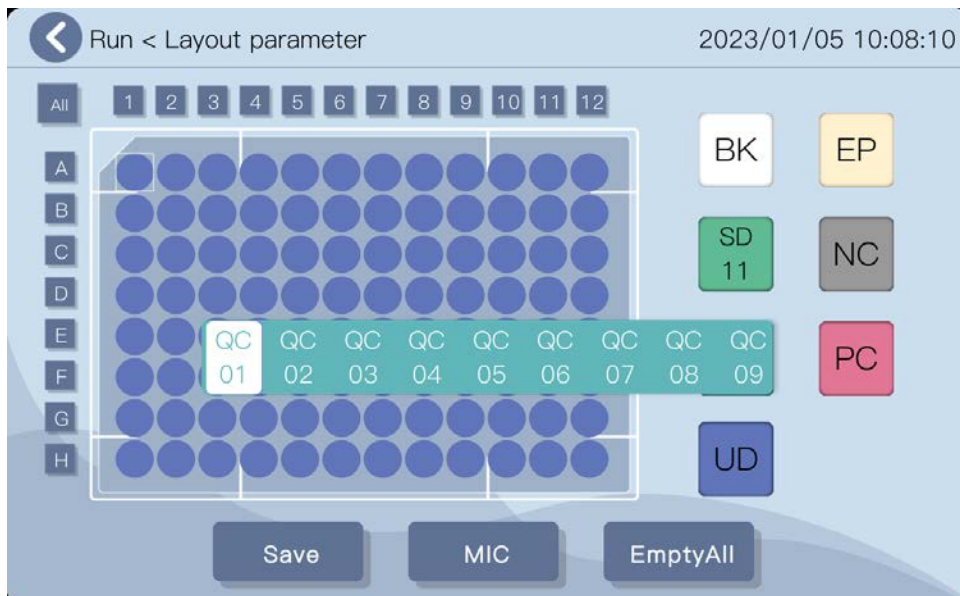 Run < Layout parameter
2023/01/05 10:08:10
All
1 2 3 4 5 6 7 8 9 10 11 12
A
B
C
D
E
F
G
H
BK
EP
SD
11
NC
QC QC QC QC QC QC QC QC QC
01 02 03 04 05 06 07 08 09
PC
UD
Save
MIC
EmptyAll